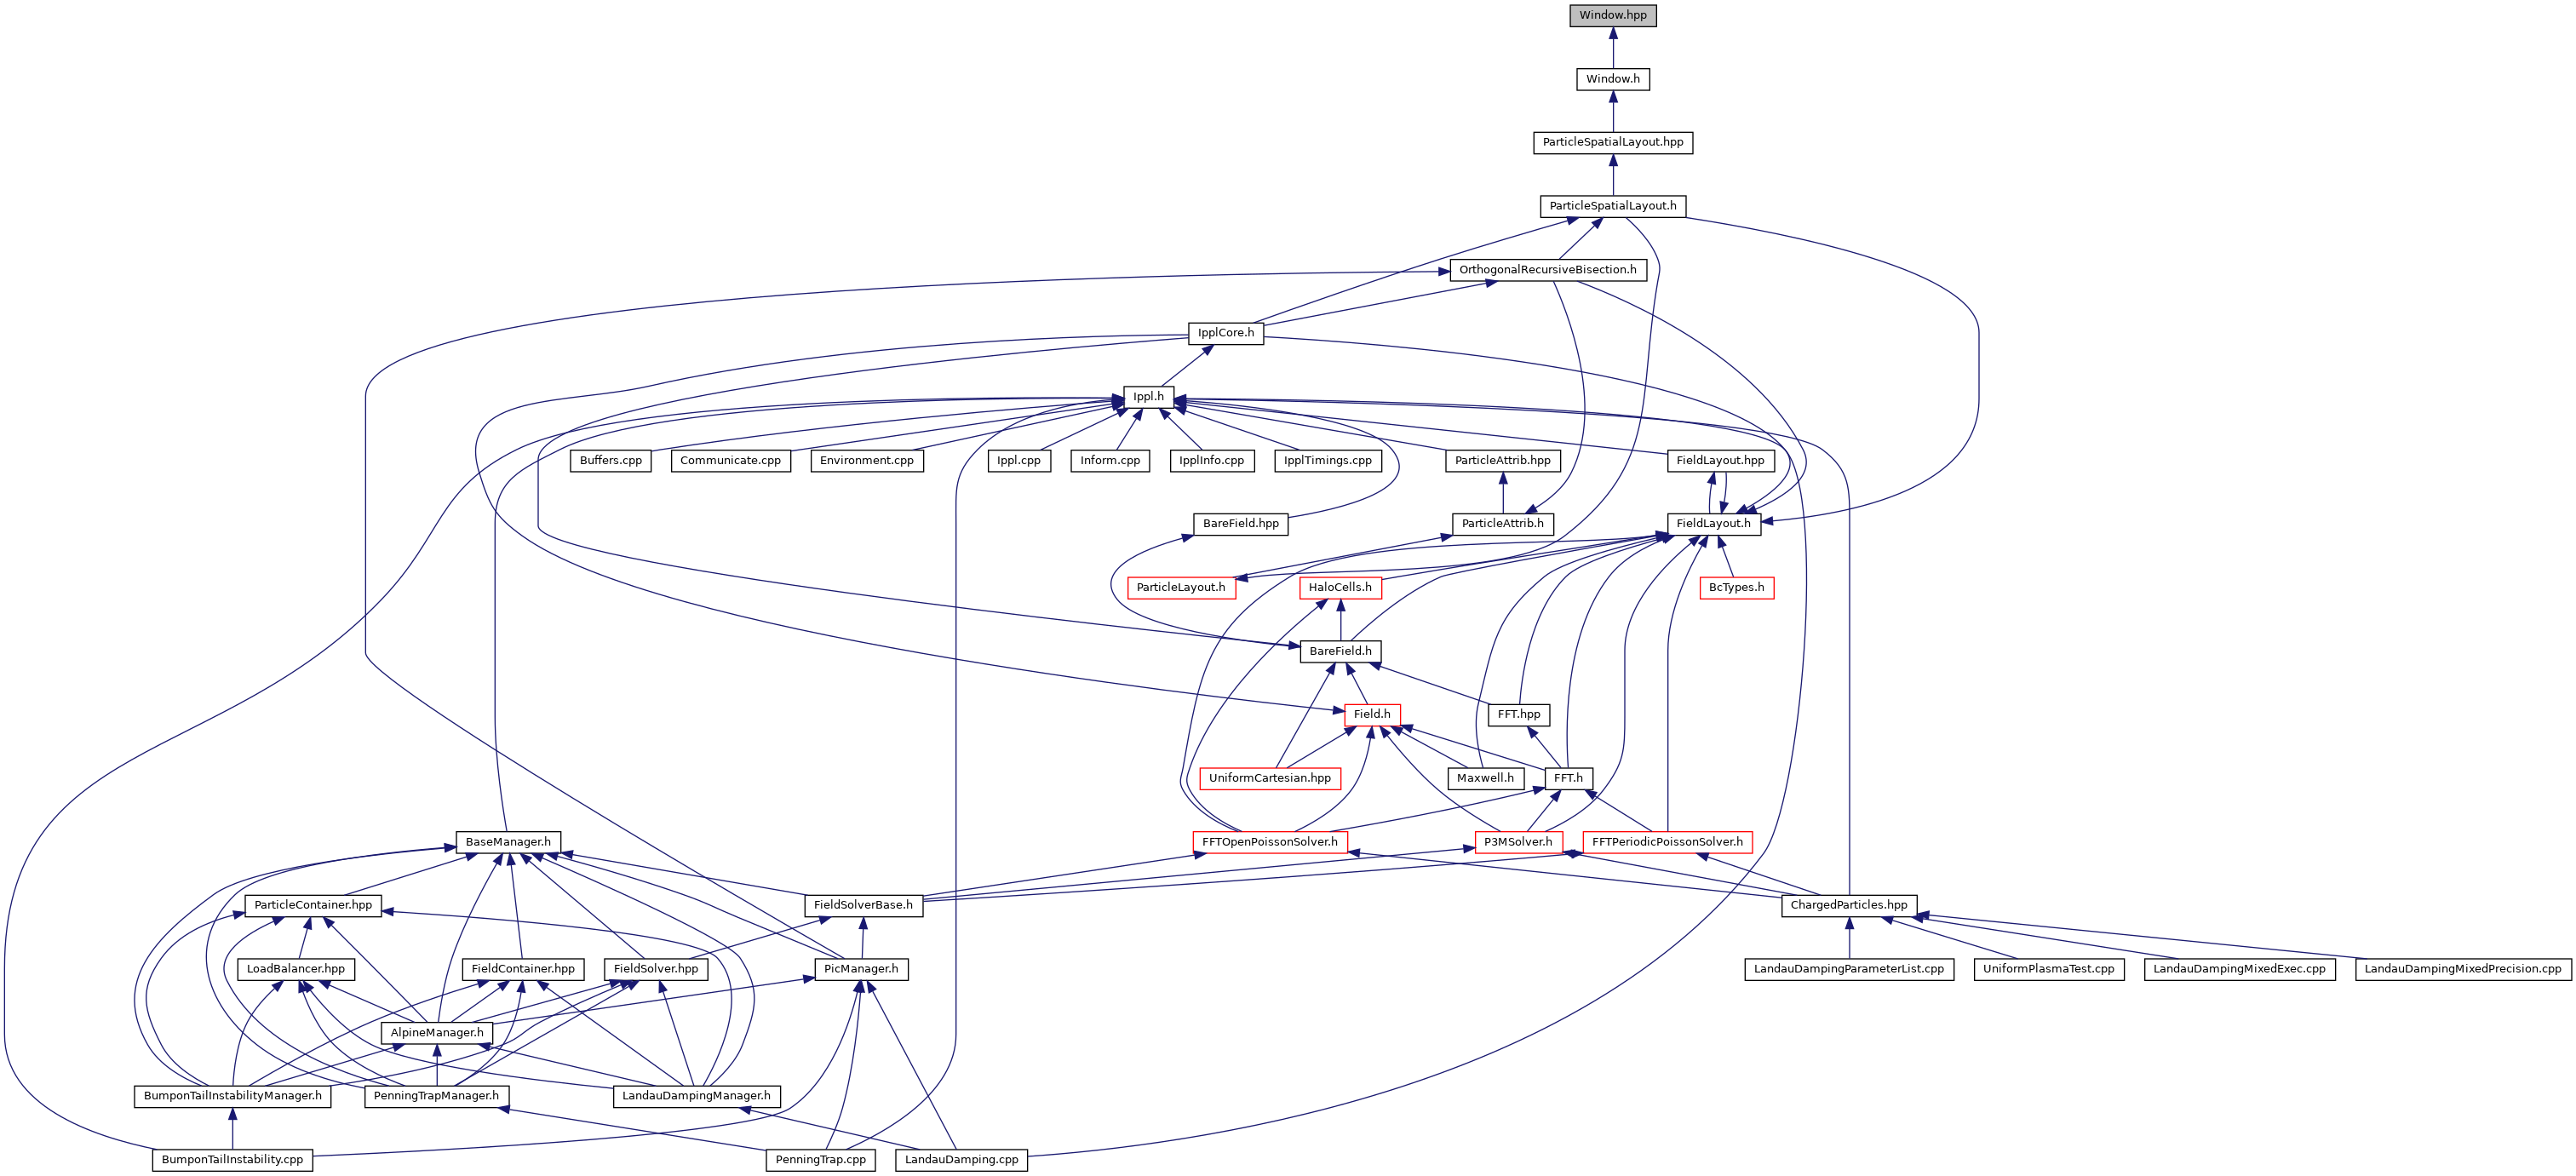 Window.hpp
Window.h
ParticleSpatialLayout.hpp
ParticleSpatialLayout.h
OrthogonalRecursiveBisection.h
IpplCore.h
Ippl.h
Buffers.cpp
Communicate.cpp
Environment.cpp
Ippl.cpp
Inform.cpp
IpplInfo.cpp
IpplTimings.cpp
ParticleAttrib.hpp
FieldLayout.hpp
BareField.hpp
ParticleAttrib.h
FieldLayout.h
ParticleLayout.h
HaloCells.h
BcTypes.h
BareField.h
Field.h
FFT.hpp
UniformCartesian.hpp
Maxwell.h
FFT.h
BaseManager.h
FFTOpenPoissonSolver.h
P3MSolver.h
FFTPeriodicPoissonSolver.h
ParticleContainer.hpp
FieldSolverBase.h
ChargedParticles.hpp
LoadBalancer.hpp
FieldContainer.hpp
FieldSolver.hpp
PicManager.h
LandauDampingParameterList.cpp
UniformPlasmaTest.cpp
LandauDampingMixedExec.cpp
LandauDampingMixedPrecision.cpp
AlpineManager.h
BumponTailInstabilityManager.h
PenningTrapManager.h
LandauDampingManager.h
BumponTailInstability.cpp
PenningTrap.cpp
LandauDamping.cpp